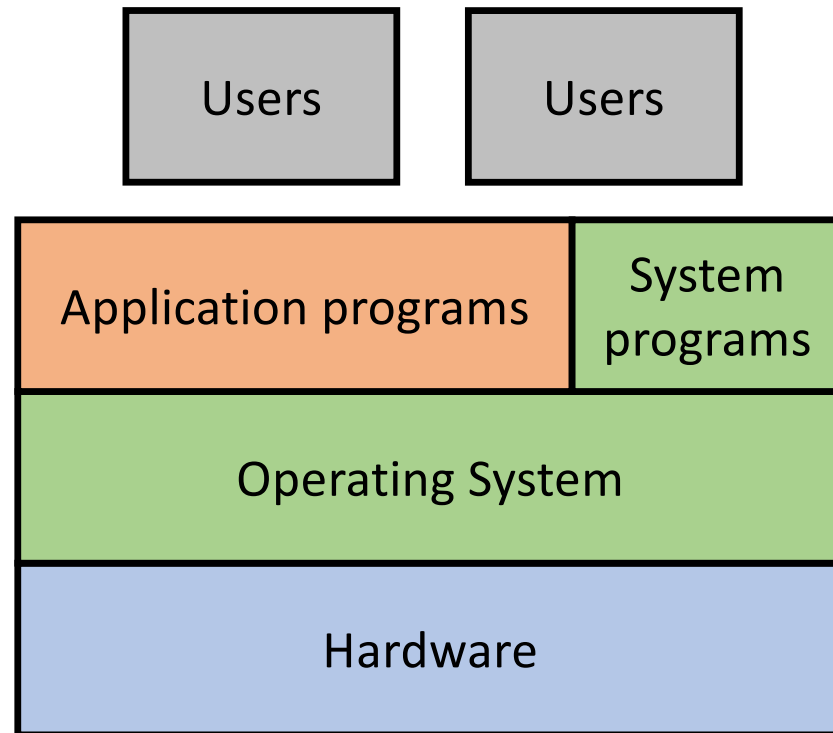 Users
Users
Application programs
System
programs
Operating System
Hardware